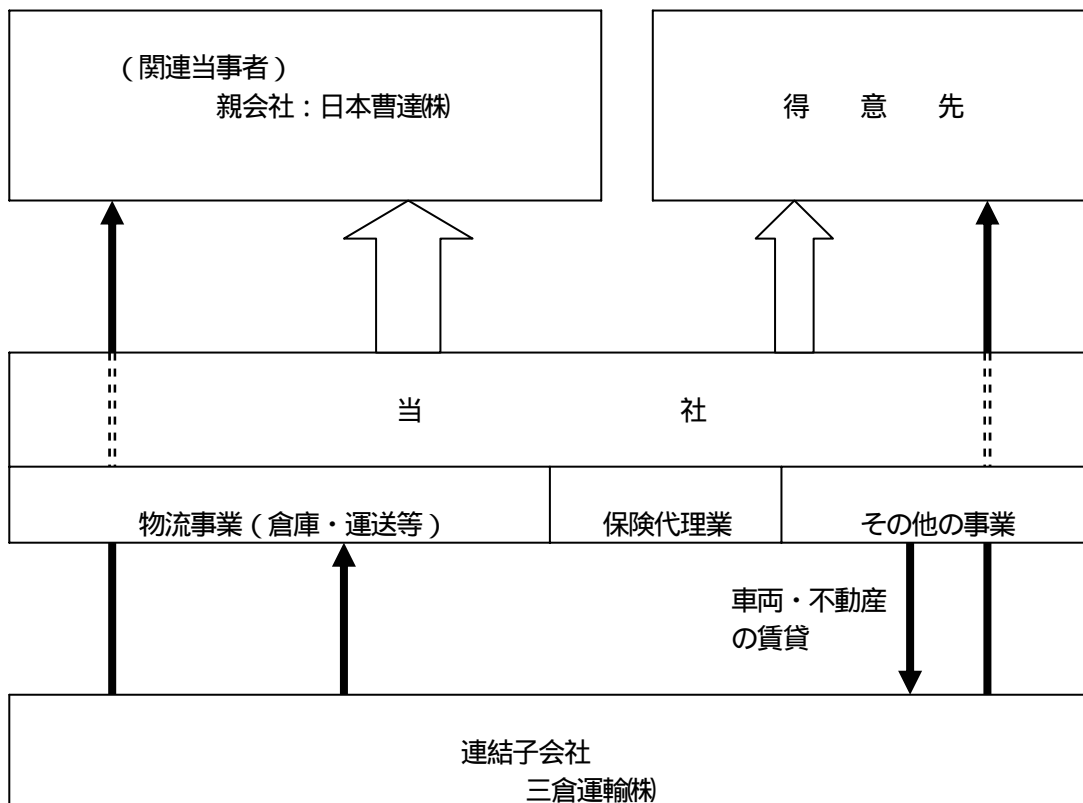 (関連当事者)
親会社:日本曹達㈱
得 意 先
当 社
物流事業(倉庫・運送等)
保険代理業
その他の事業
車両・不動産
の賃貸
連結子会社
三倉運輸㈱